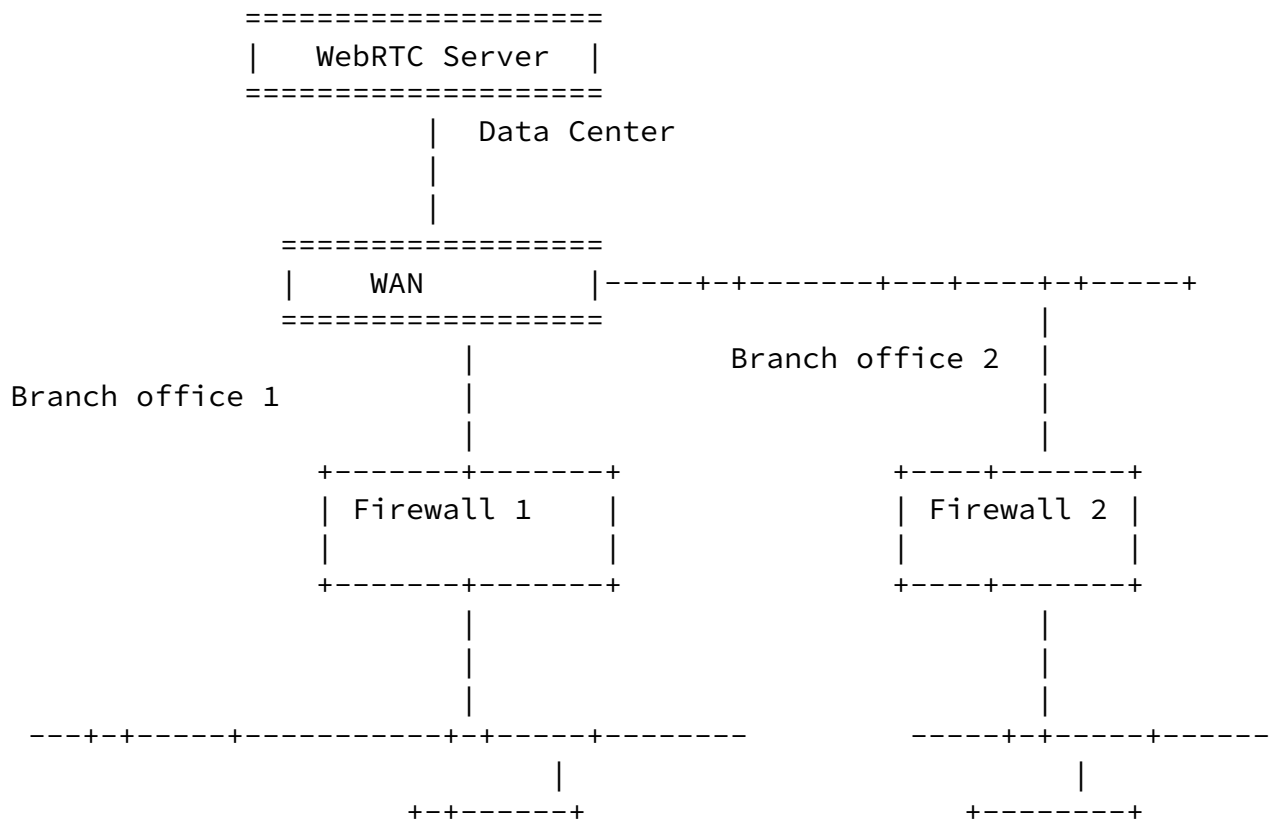 ====================
|   WebRTC Server  |
====================
|  Data Center
|
|
==================
|    WAN         |-----+-+-------+---+----+-+-----+
==================                        |
|              Branch office 2  |
Branch office 1          |                               |
|                               |
+-------+-------+               +----+-------+
| Firewall 1    |               | Firewall 2 |
|               |               |            |
+-------+-------+               +----+-------+
|                               |
|                               |
|                               |
---+-+-----+-----------+-+-----+--------         -----+-+-----+------
|                            |
+-+------+                     +--------+